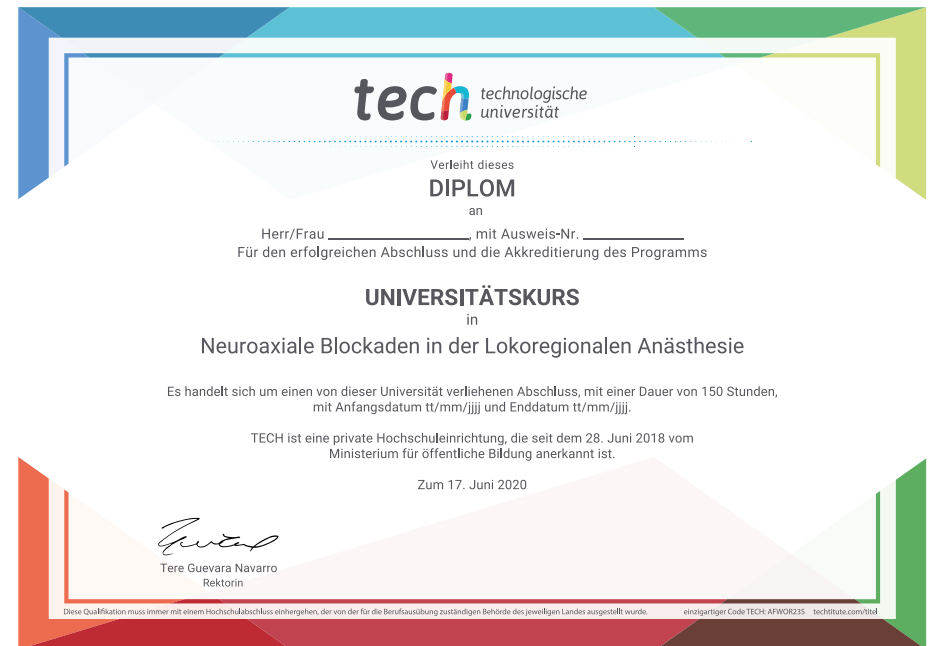 tech technologische
universität
Verleiht dieses
DIPLOM
an
Herr/Frau ____________, mit Ausweis-Nr. ____________
Für den erfolgreichen Abschluss und die Akkreditierung des Programms
UNIVERSITÄTSKURS
in
Neuroaxiale Blockaden in der Lokoregionalen Anästhesie
Es handelt sich um einen von dieser Universität verliehenen Abschluss, mit einer Dauer von 150 Stunden,
mit Anfangsdatum tt/mm/jjjj und Enddatum tt/mm/jjjj.
TECH ist eine private Hochschuleinrichtung, die seit dem 28. Juni 2018 vom
Ministerium für öffentliche Bildung anerkannt ist.
Zum 17. Juni 2020
Tere Guevara Navarro
Rektorin
Diese Qualifikation muss immer mit einem Hochschulabschluss einhergehen, der von der für die Berufsausübung zuständigen Behörde des jeweiligen Landes ausgestellt wurde. einzigartiger Code TECH: AFWOR23S techtitute.com/titel